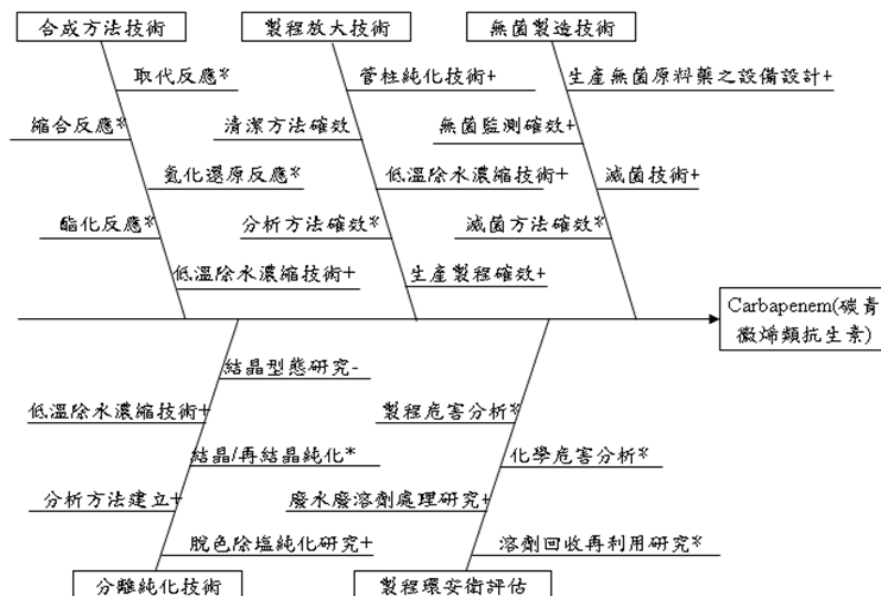 合成方法技術
製程放大技術
無菌製造技術
取代反應*
管柱純化技術+
生產無菌原料藥之設備設計+
縮合反應*
清潔方法確效
無菌監測確效+
氫化還原反應*
低溫除水濃縮技術+
滅菌技術+
酯化反應*
分析方法確效*
滅菌方法確效*
低溫除水濃縮技術+
生產製程確效+
Carbapenem(碳青
黴烯類抗生素)
結晶型態研究-
低溫除水濃縮技術+
製程危害分析*
結晶/再結晶純化*
化學危害分析*
分析方法建立+
廢水廢溶劑處理研究+
脫色除塩純化研究+
溶劑回收再利用研究*
分離純化技術
製程環安衛評估